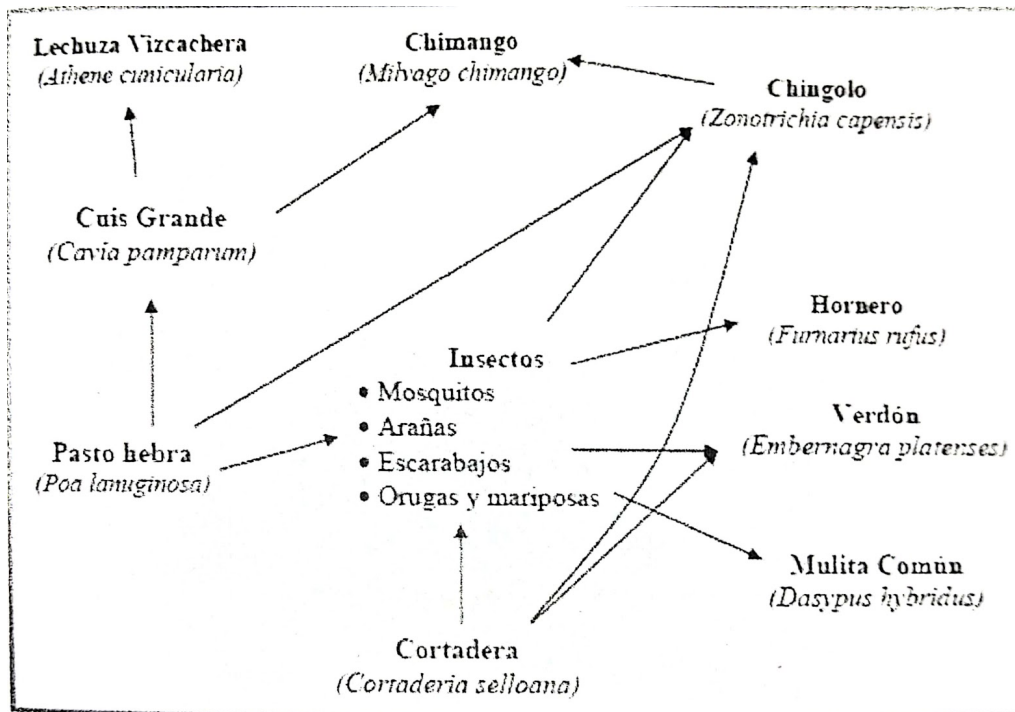 Lechuza Vizcachera
(Athene cunicularia)
Chimango
(Milvago chimango)
Chingolo
(Zonotrichia capensis)
Cuis Grande
(Cavia pamparum)
Hornero
(Furnarius rufus)
Insectos
• Mosquitos
• Arañas
• Escarabajos
• Orugas y mariposas
Verdón
(Embernagra platenses)
Pasto hebra
(Poa lanuginosa)
Mulita Común
(Dasypus hybridus)
Cortadera
(Cortaderia selloana)